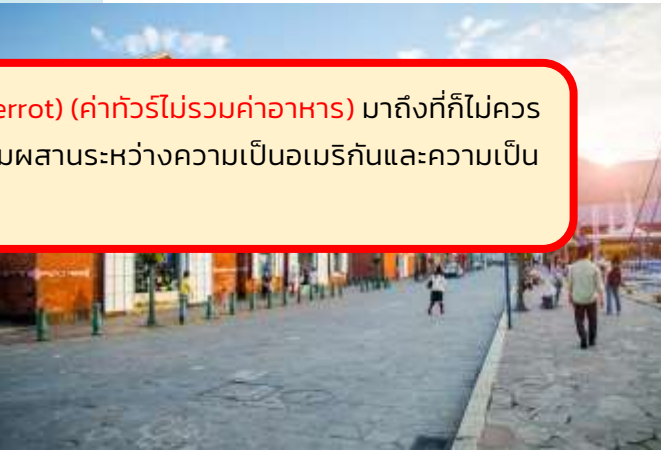 errot) (ค่าทัวร์ไม่รวมค่าอาหาร) มาถึงที่ก็ไม่ควร
มผสานระหว่างความเป็นอเมริกันและความเป็น